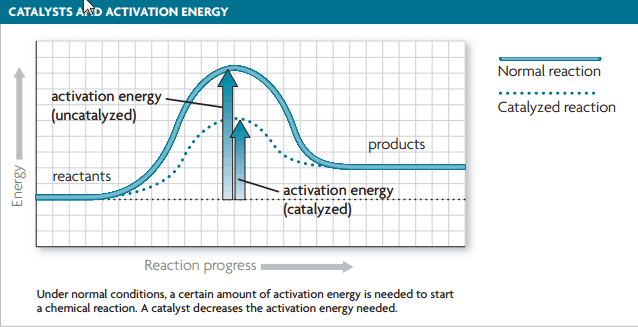 CATALYSTS AND ACTIVATION ENERGY
activation energy
(uncatalyzed)
reactants
products
activation energy
(catalyzed)
Energy
Reaction progress
Normal reaction
Catalyzed reaction
Under normal conditions, a certain amount of activation energy is needed to start
a chemical reaction. A catalyst decreases the activation energy needed.